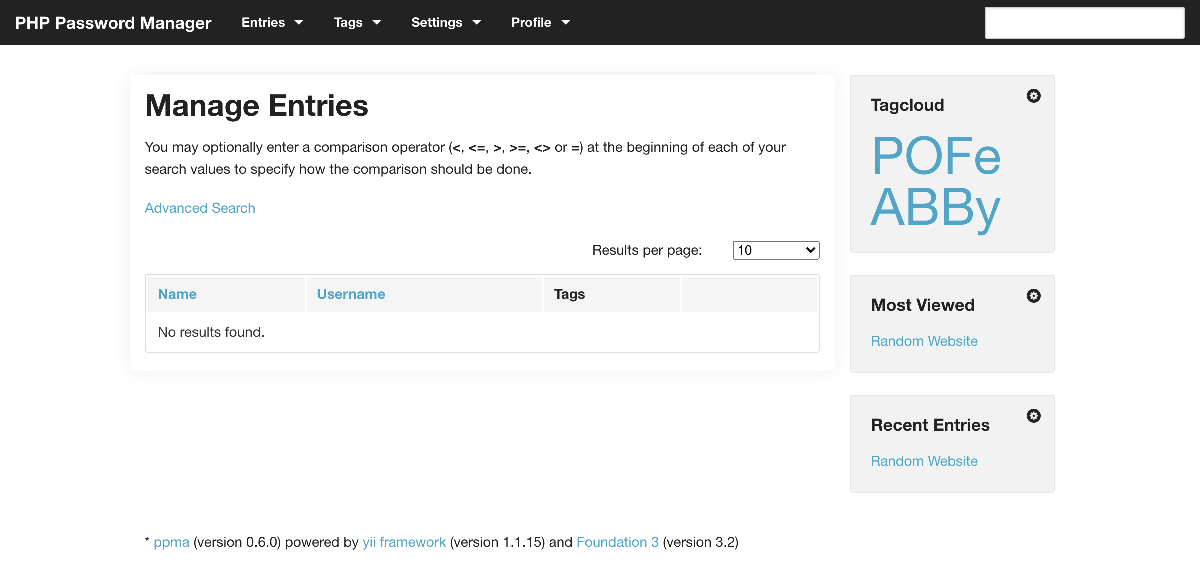 PHP Password Manager Entries Tags Settings Profile
Manage Entries
You may optionally enter a comparison operator (<, <=, >, >=, <> or =) at the beginning of each of your
search values to specify how the comparison should be done.
Advanced Search
Results per page: 10
Name Username Tags
No results found.
Tagcloud
POFe
ABBy
Most Viewed
Random Website
Recent Entries
Random Website
* ppma (version 0.6.0) powered by yii framework (version 1.1.15) and Foundation 3 (version 3.2)